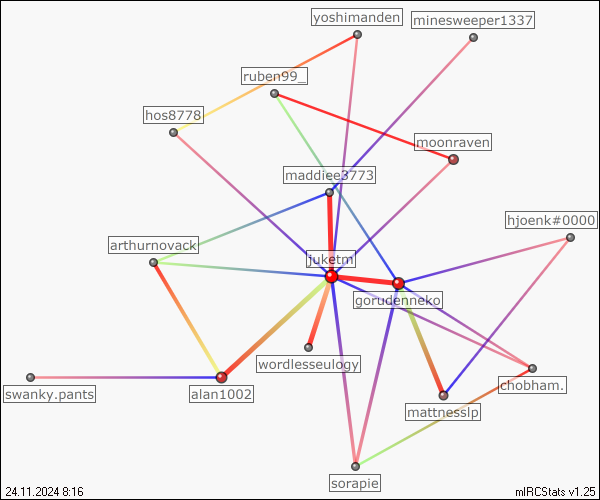 yoshimanden
minesweeper1337
ruben99_
hos8778
moonraven
maddiee3773
hjoenk#0000
arthurnovack
juketm
gorudenneko
wordlesseulogy
swanky.pants
alan1002
chobham.
mattnesslp
sorapie
24.11.2024 8:16
mIRCStats v1.25